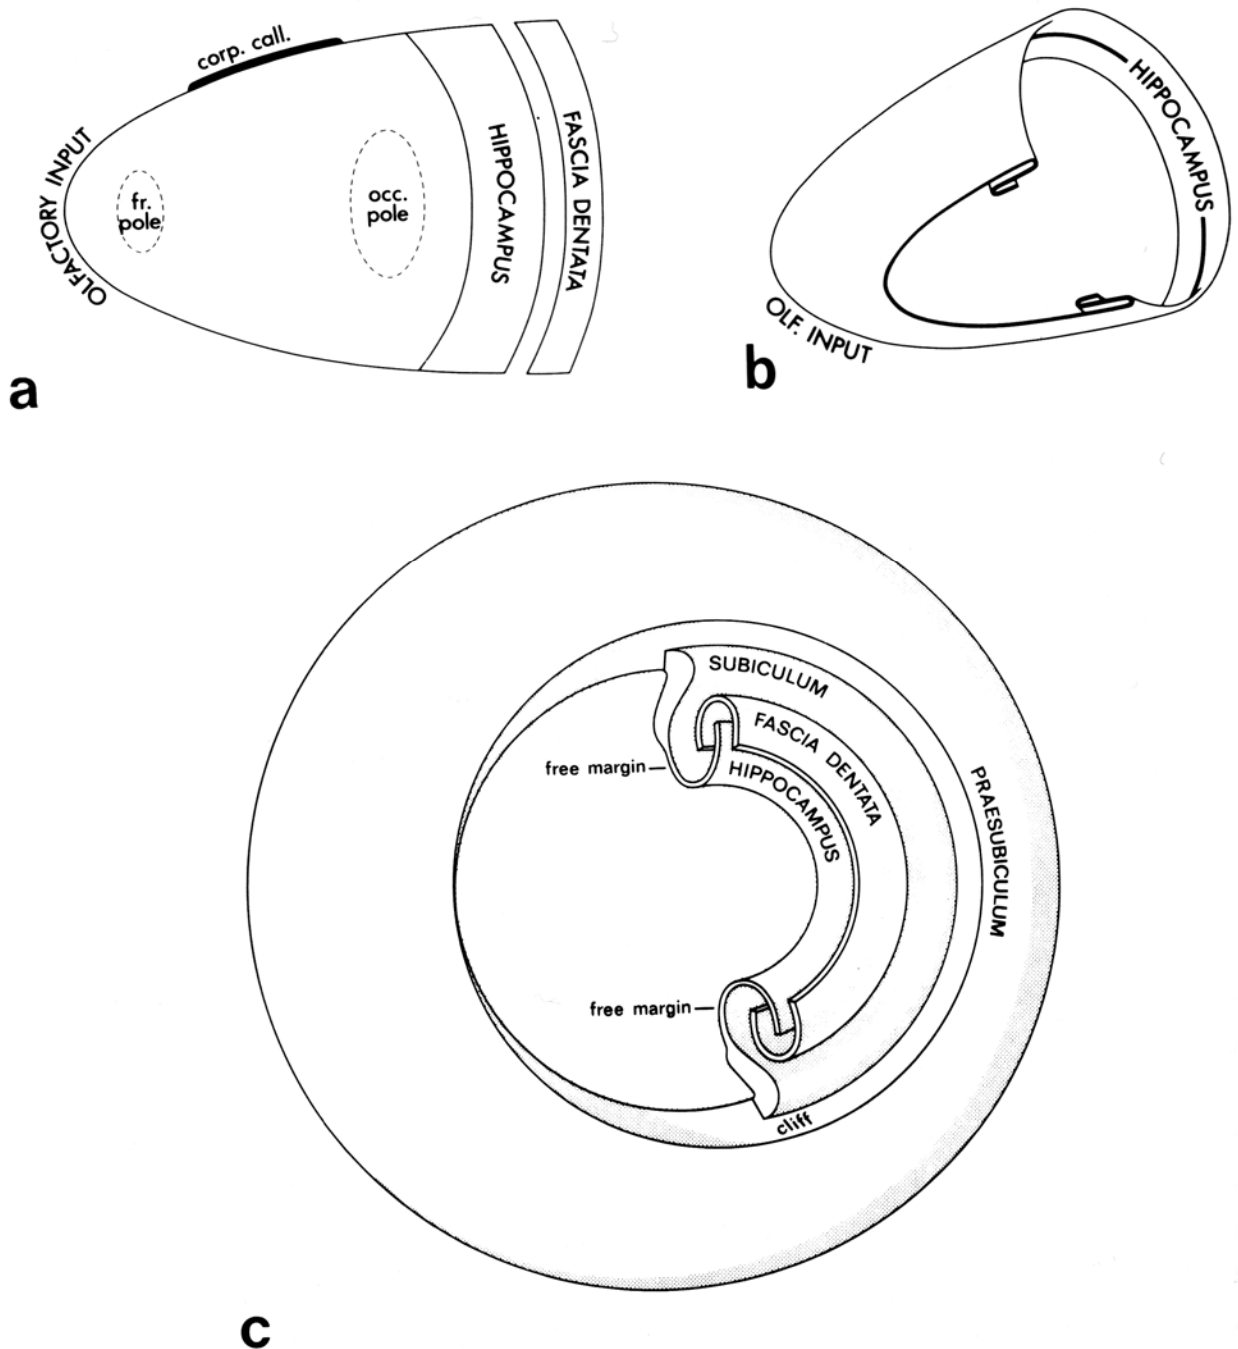 corp. call.
OLFACTORY INPUT
fr.
pole
occ.
pole
HIPPOCAMPUS
FASCIA DENTATA
a
HIPPOCAMPUS
OLF. INPUT
b
SUBICULUM
FASCIA DENTATA
free margin
HIPPOCAMPUS
PRAESUBICULUM
free margin
cliff
c